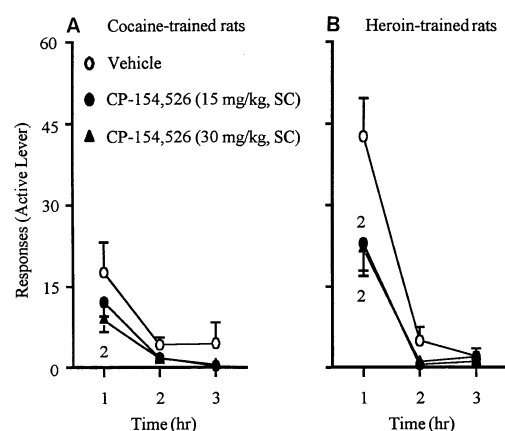 A Cocaine-trained rats
B Heroin-trained rats
Vehicle
CP-154,526 (15 mg/kg, SC)
CP-154,526 (30 mg/kg, SC)
Responses (Active Lever)
60
45
30
15
0
2
2
2
1 2 3
1 2 3
Time (hr)
Time (hr)